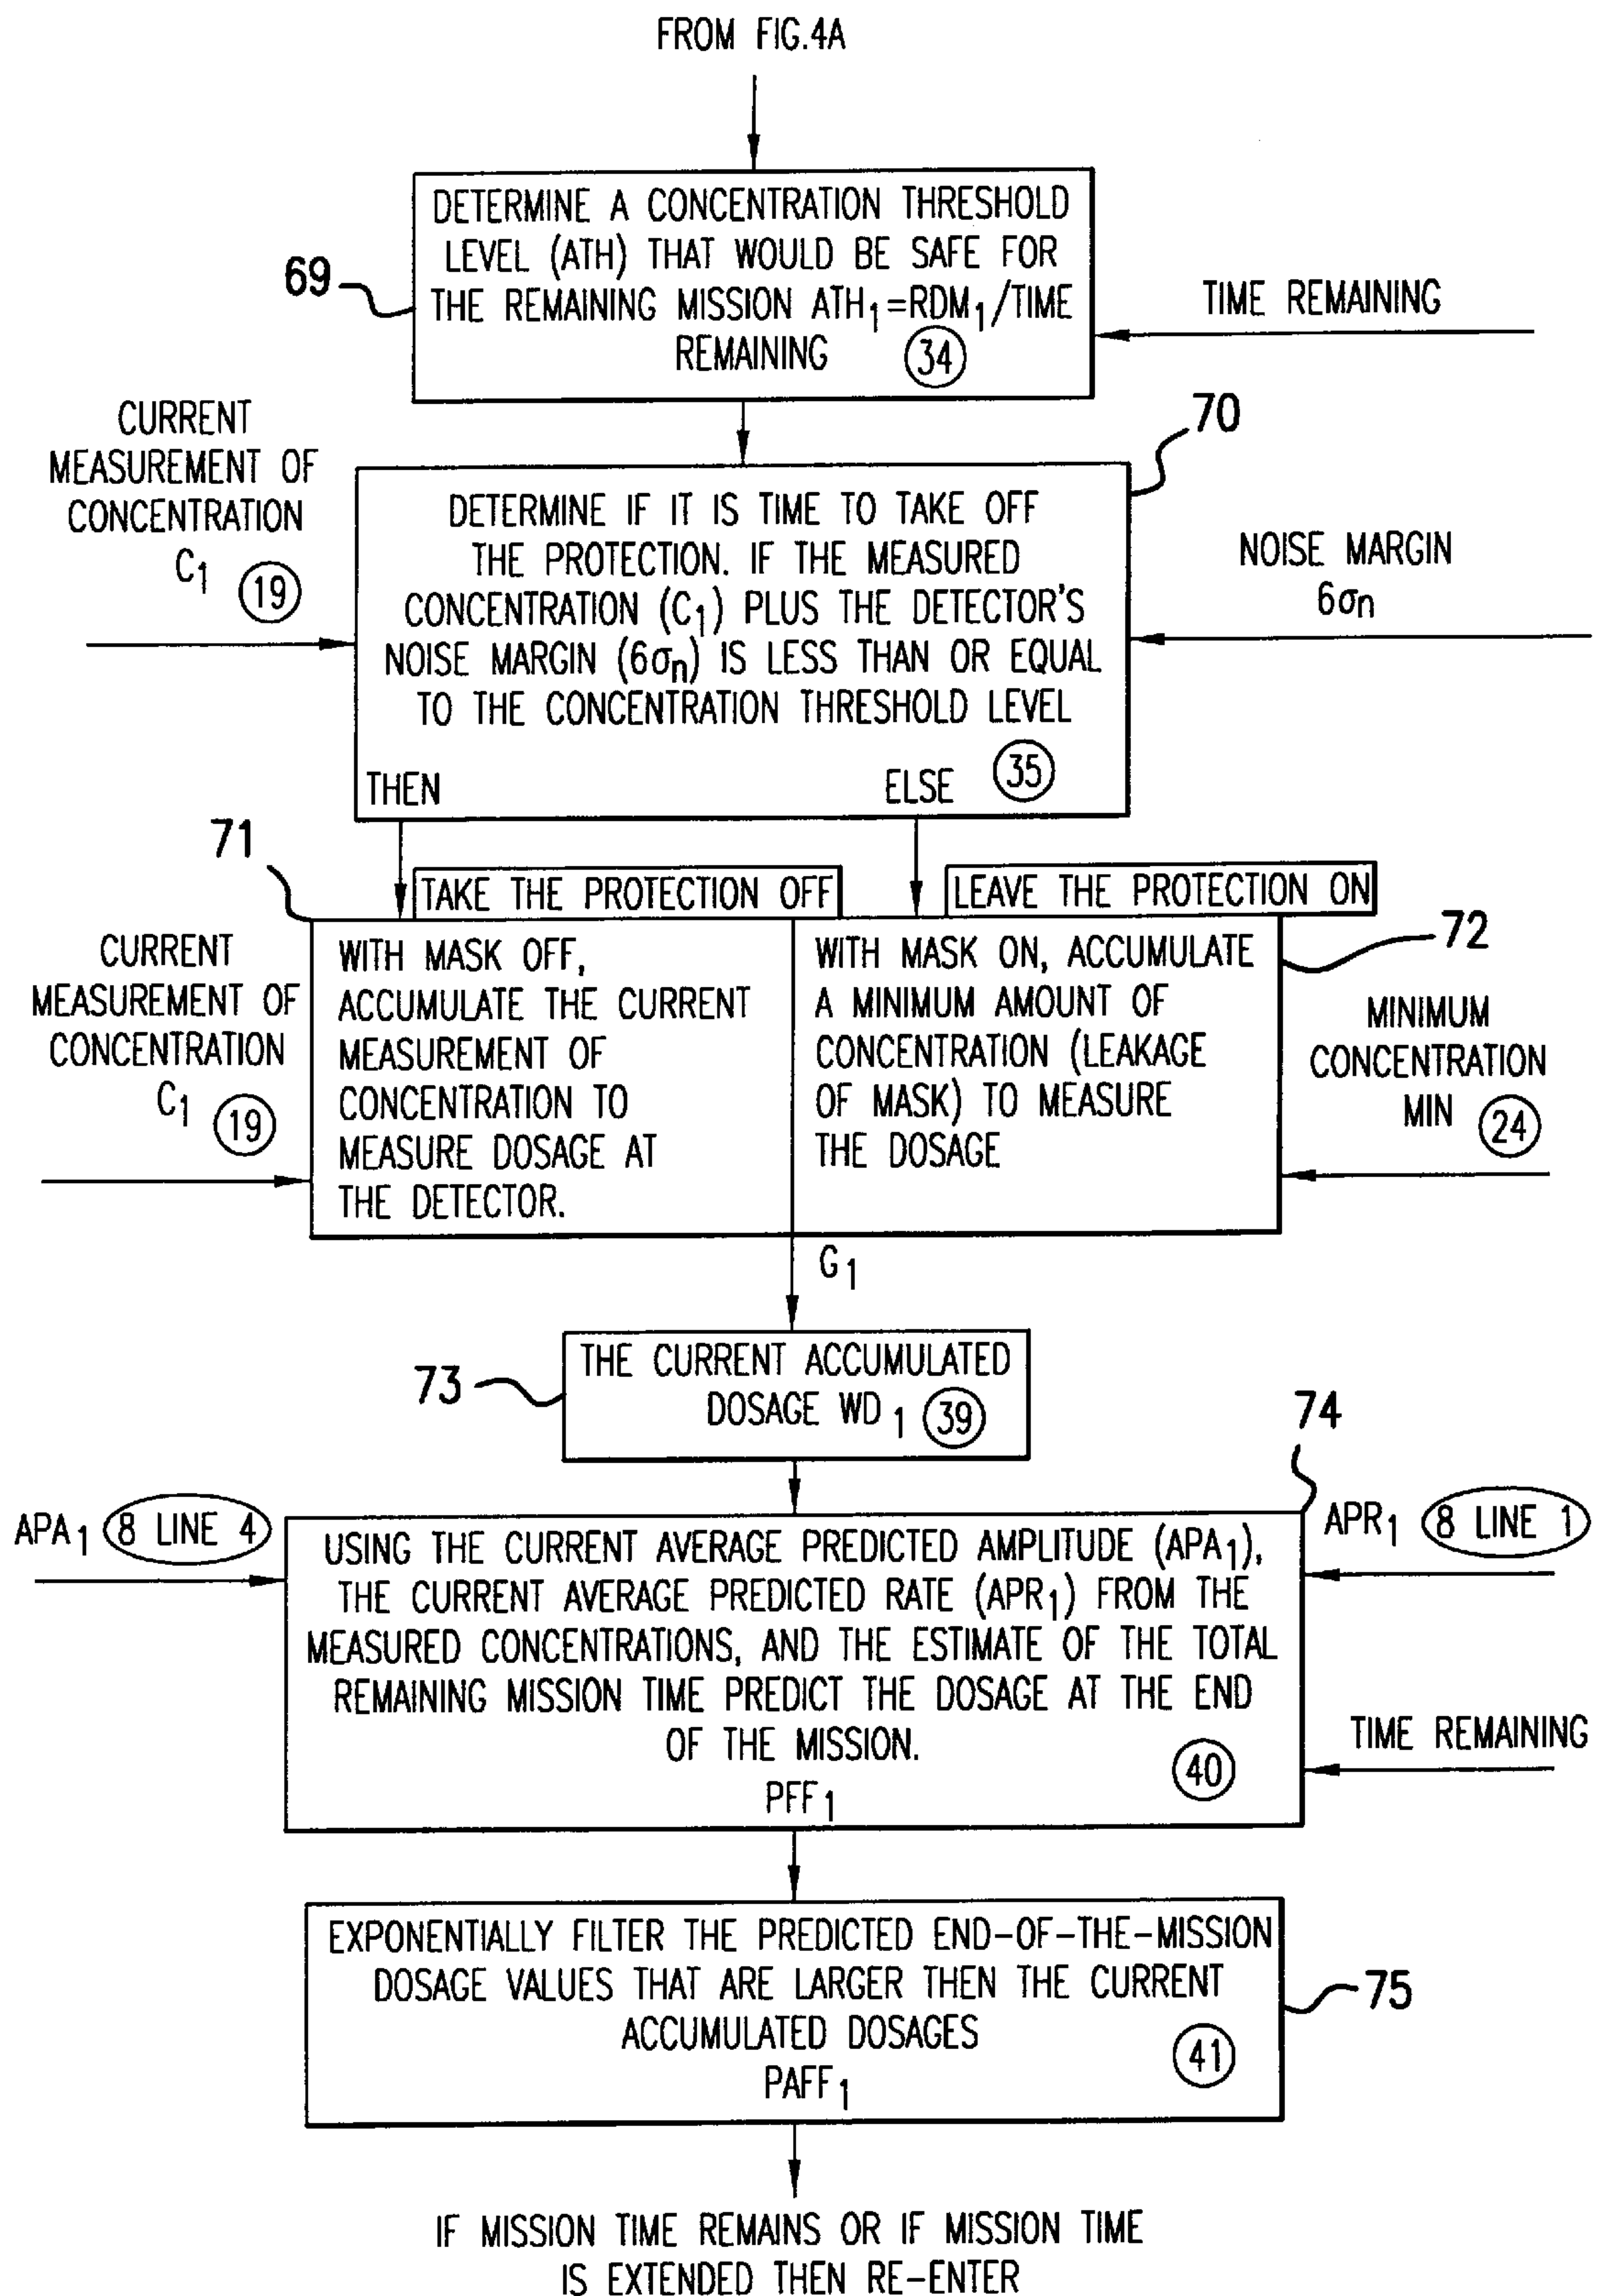 FROM FIG.4A
DETERMINE A CONCENTRATION THRESHOLD
LEVEL (ATH) THAT WOULD BE SAFE FOR
THE REMAINING MISSION ATH1=RDM1/TIME
REMAINING 34
69
TIME REMAINING
CURRENT
MEASUREMENT OF
CONCENTRATION
C1 19
70
DETERMINE IF IT IS TIME TO TAKE OFF
THE PROTECTION. IF THE MEASURED
CONCENTRATION (C1) PLUS THE DETECTOR'S
NOISE MARGIN (6σn) IS LESS THAN OR EQUAL
TO THE CONCENTRATION THRESHOLD LEVEL
THEN ELSE 35
NOISE MARGIN
6σn
71
TAKE THE PROTECTION OFF
LEAVE THE PROTECTION ON
72
CURRENT
MEASUREMENT OF
CONCENTRATION
C1 19
WITH MASK OFF,
ACCUMULATE THE CURRENT
MEASUREMENT OF
CONCENTRATION TO
MEASURE DOSAGE AT
THE DETECTOR.
WITH MASK ON, ACCUMULATE
A MINIMUM AMOUNT OF
CONCENTRATION (LEAKAGE
OF MASK) TO MEASURE
THE DOSAGE
MINIMUM
CONCENTRATION
MIN 24
G1
73
THE CURRENT ACCUMULATED
DOSAGE WD1 39
74
APA1 8 LINE 4
APR1 8 LINE 1
USING THE CURRENT AVERAGE PREDICTED AMPLITUDE (APA1),
THE CURRENT AVERAGE PREDICTED RATE (APR1) FROM THE
MEASURED CONCENTRATIONS, AND THE ESTIMATE OF THE TOTAL
REMAINING MISSION TIME PREDICT THE DOSAGE AT THE END
OF THE MISSION.
40
PFF1
TIME REMAINING
EXPONENTIALLY FILTER THE PREDICTED END-OF-THE-MISSION
DOSAGE VALUES THAT ARE LARGER THEN THE CURRENT
ACCUMULATED DOSAGES
41
PAFF1
75
IF MISSION TIME REMAINS OR IF MISSION TIME
IS EXTENDED THEN RE-ENTER